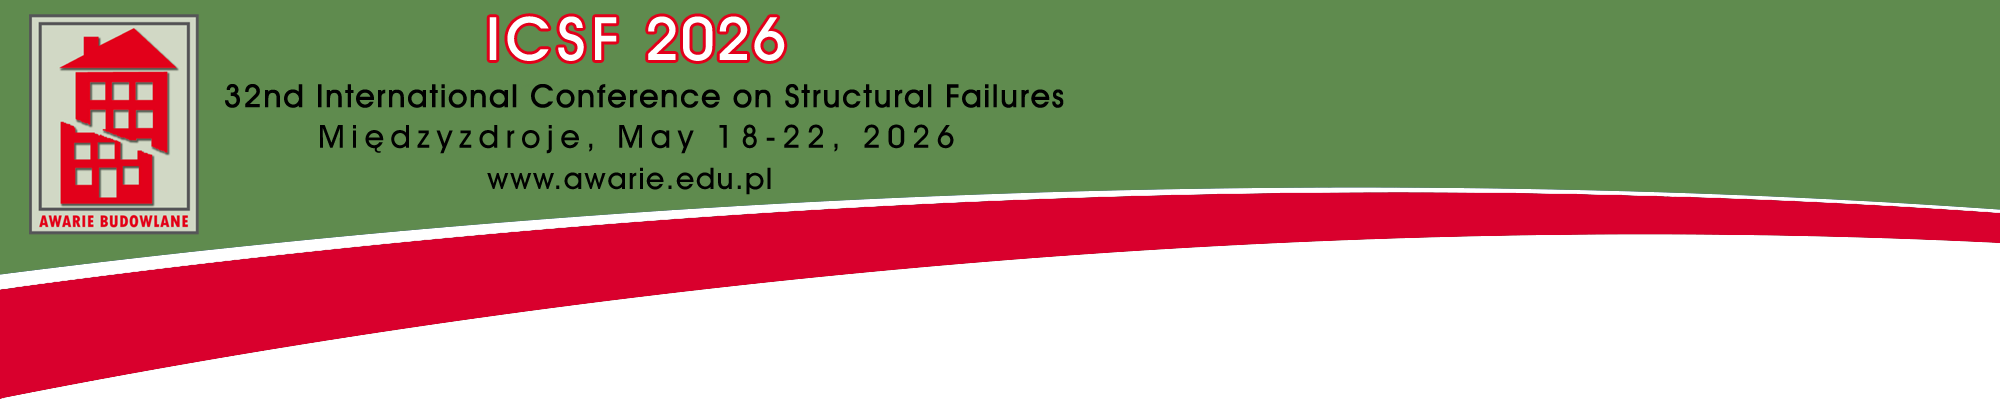 ICSF 2026
32nd International Conference on Structural Failures
Międzyzdroje, May 18-22, 2026
www.awarie.edu.pl
AWARIE BUDOWLANE